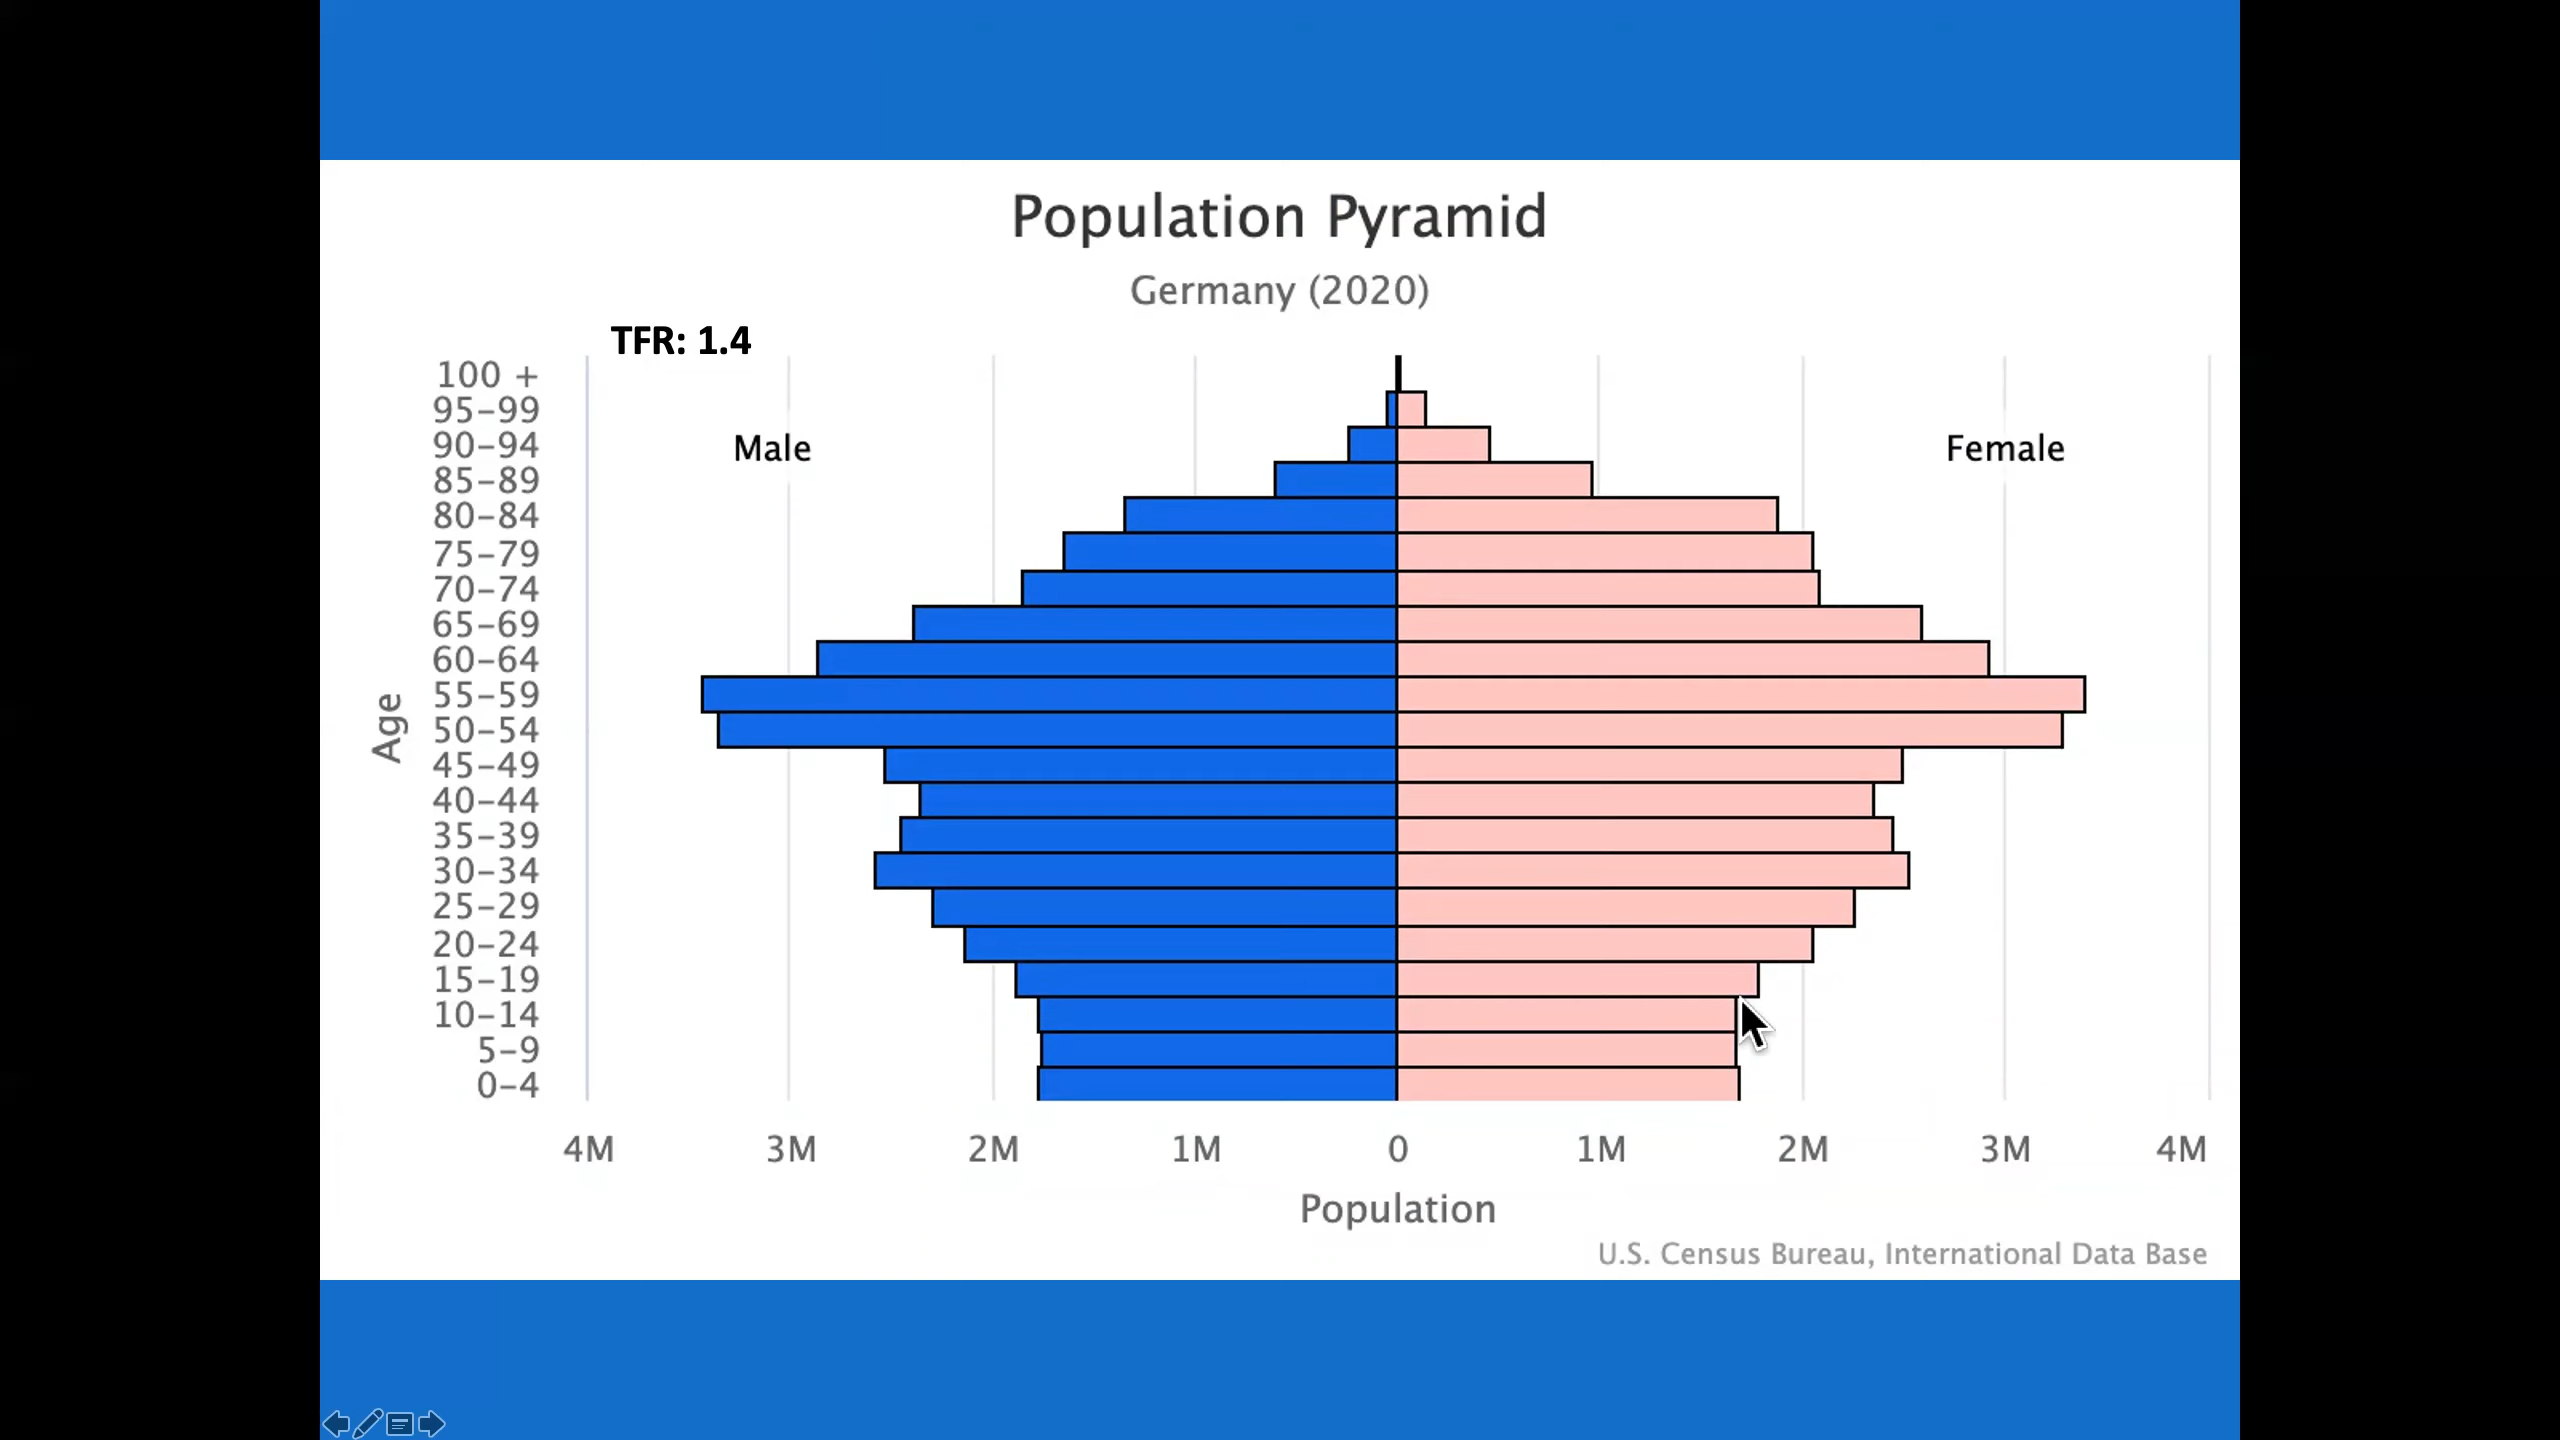 Population Pyramid
Germany (2020)
TFR: 1.4
Male
Female
Age
100 +
95–99
90–94
85–89
80–84
75–79
70–74
65–69
60–64
55–59
50–54
45–49
40–44
35–39
30–34
25–29
20–24
15–19
10–14
5–9
0–4
4M 3M 2M 1M 0 1M 2M 3M 4M
Population
U.S. Census Bureau, International Data Base